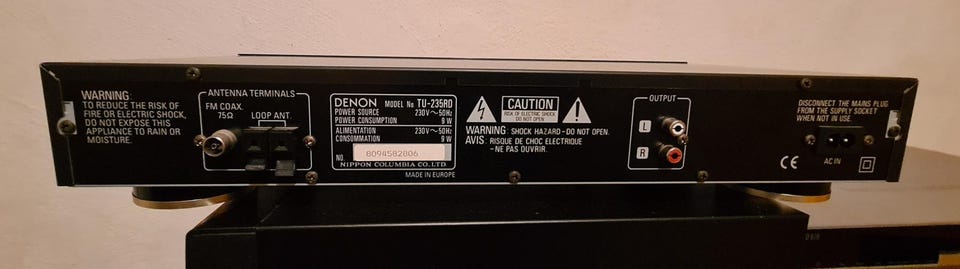 WARNING:
TO REDUCE THE RISK OF
FIRE OR ELECTRIC SHOCK,
DO NOT EXPOSE THIS
APPLIANCE TO RAIN OR
MOISTURE.
ANTENNA TERMINALS
FM COAX.
75Ω
LOOP ANT.
DENON MODEL No TU-235RD
POWER SOURCE 230V～50Hz
POWER CONSUMPTION 9 W
ALIMENTATION 230V～50Hz
CONSOMMATION 9 W
NO. 8094582806
NIPPON COLUMBIA CO. LTD.
MADE IN EUROPE
CAUTION
RISK OF ELECTRIC SHOCK
DO NOT OPEN
WARNING: SHOCK HAZARD-DO NOT OPEN.
AVIS: RISQUE DE CHOC ELECTRIQUE
-NE PAS OUVRIR.
OUTPUT
L
R
DISCONNECT THE MAINS PLUG
FROM THE SUPPLY SOCKET
WHEN NOT IN USE.
CE
AC IN